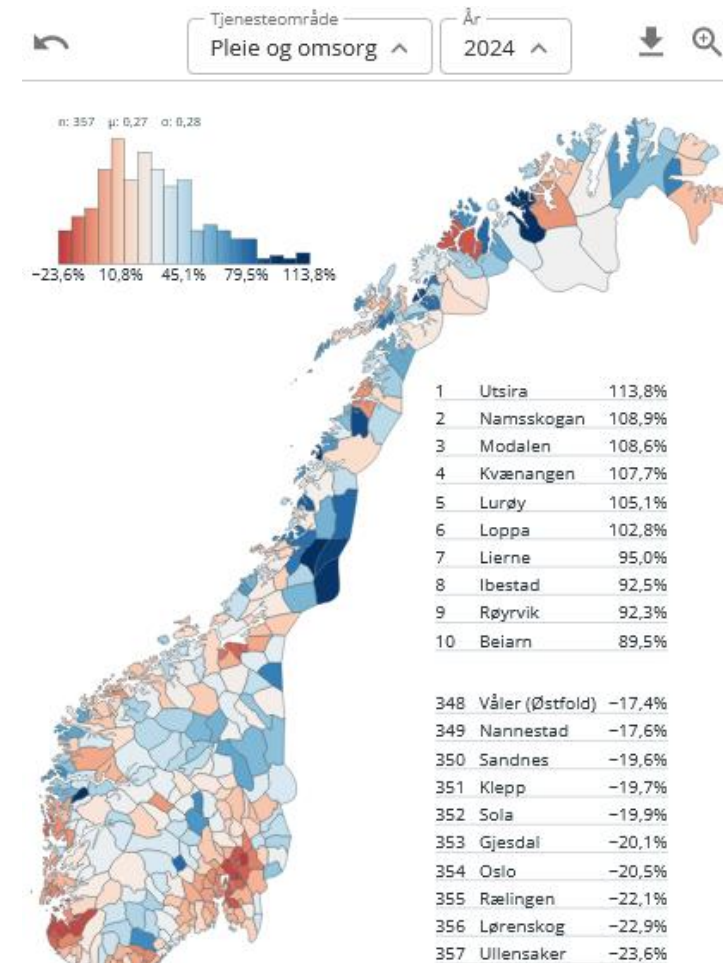 Tjenesteområde
Pleie og omsorg
År
2024
n: 357 μ: 0,27 σ: 0,28
−23,6% 10,8% 45,1% 79,5% 113,8%
1 Utsira 113,8%
2 Namsskogan 108,9%
3 Modalen 108,6%
4 Kvænangen 107,7%
5 Lurøy 105,1%
6 Loppa 102,8%
7 Lierne 95,0%
8 Ibestad 92,5%
9 Røyrvik 92,3%
10 Beiarn 89,5%
348 Våler (Østfold) −17,4%
349 Nannestad −17,6%
350 Sandnes −19,6%
351 Klepp −19,7%
352 Sola −19,9%
353 Gjesdal −20,1%
354 Oslo −20,5%
355 Rælingen −22,1%
356 Lørenskog −22,9%
357 Ullensaker −23,6%